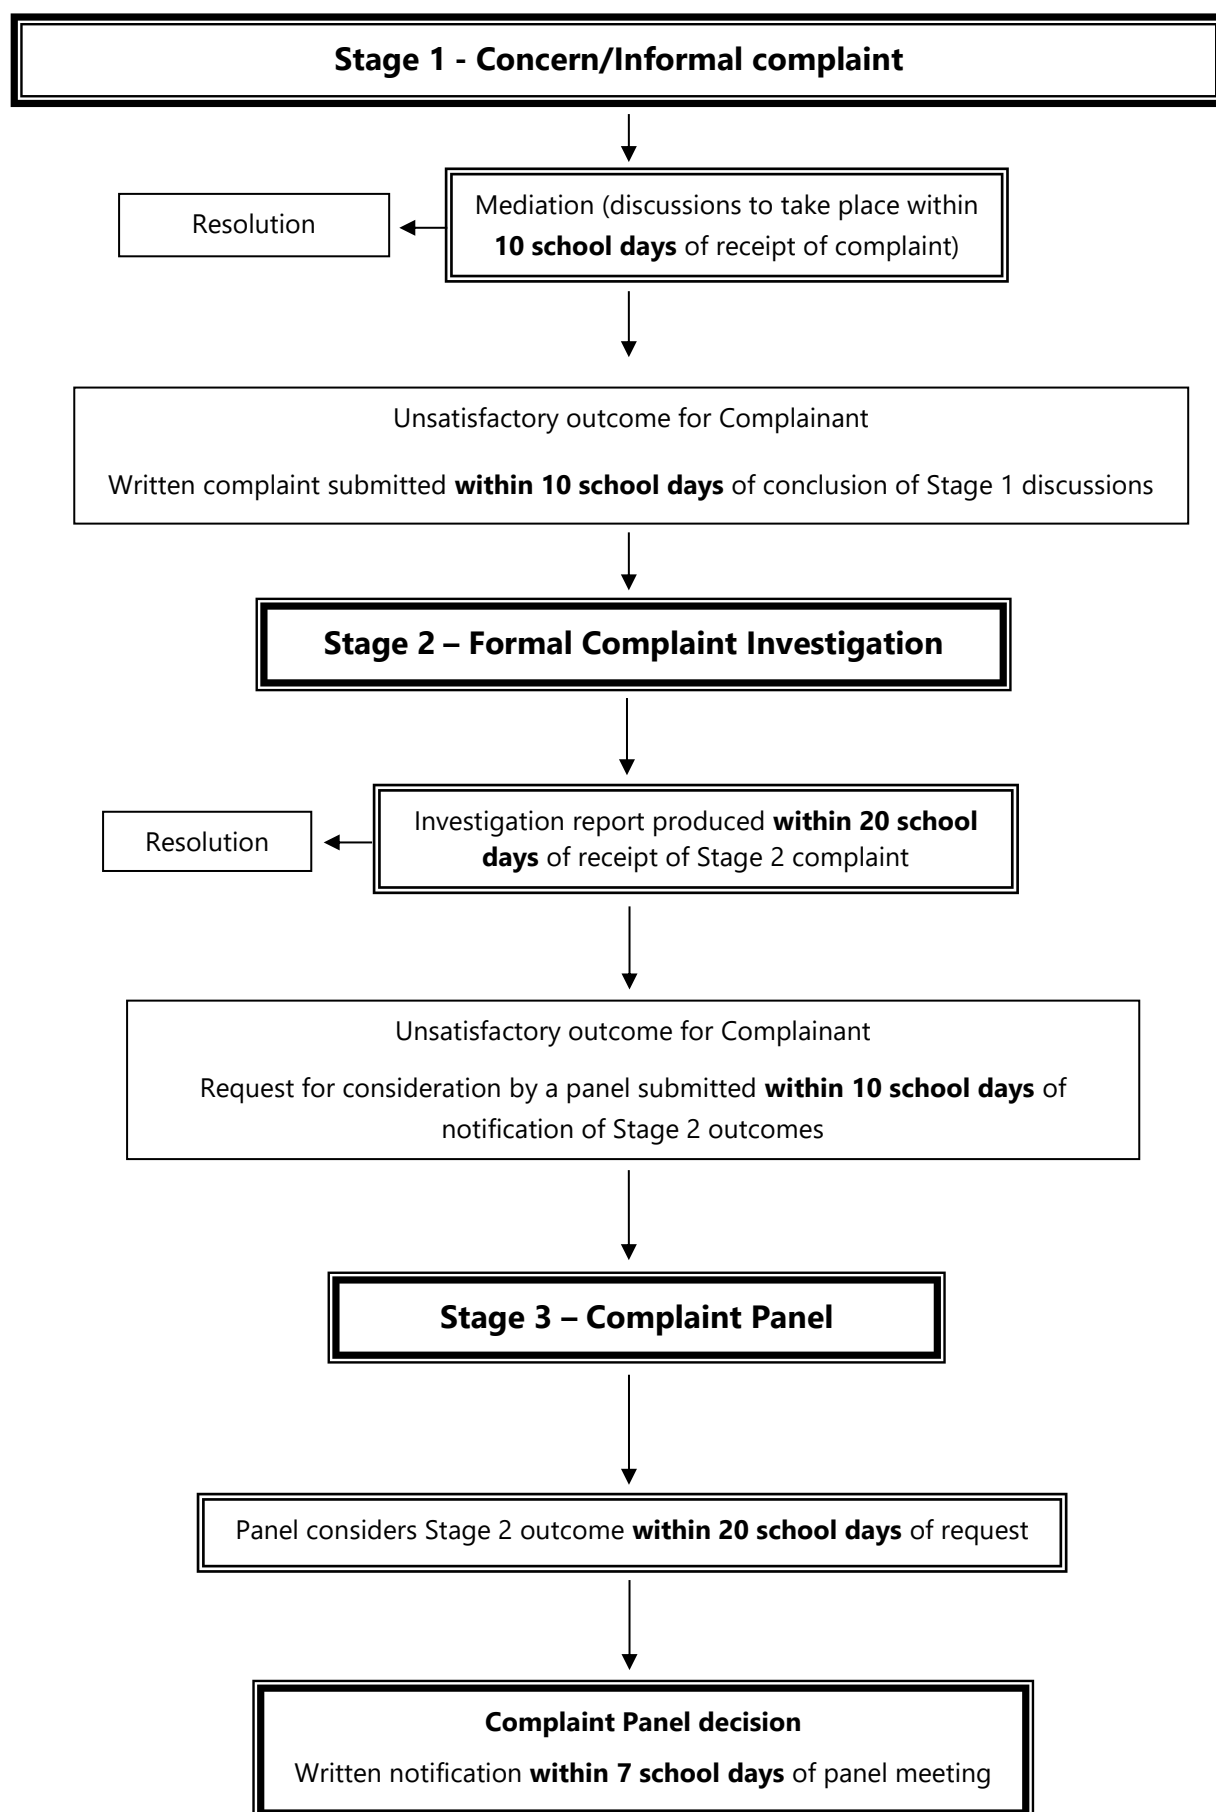 Stage 1 - Concern/Informal complaint
Mediation (discussions to take place within
10 school days of receipt of complaint)
Resolution
Unsatisfactory outcome for Complainant
Written complaint submitted within 10 school days of conclusion of Stage 1 discussions
Stage 2 – Formal Complaint Investigation
Investigation report produced within 20 school
days of receipt of Stage 2 complaint
Resolution
Unsatisfactory outcome for Complainant
Request for consideration by a panel submitted within 10 school days of
notification of Stage 2 outcomes
Stage 3 – Complaint Panel
Panel considers Stage 2 outcome within 20 school days of request
Complaint Panel decision
Written notification within 7 school days of panel meeting